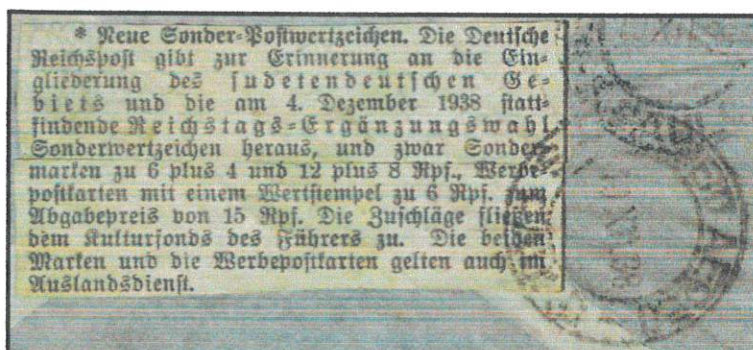 * Neue Sonder-Postwertzeichen. Die Deutsche
Reichspost gibt zur Erinnerung an die Ein-
gliederung des sudetendeutschen Ge-
biets und die am 4. Dezember 1938 statt-
findende Reichstags-Ergänzungswahl
Sonderwertzeichen heraus, und zwar Sonder-
marken zu 6 plus 4 und 12 plus 8 Rpf., Werbe-
postkarten mit einem Wertstempel zu 6 Rpf. zum
Abgabepreis von 15 Rpf. Die Zuschläge fließen
dem Kulturfonds des Führers zu. Die beiden
Marken und die Werbepostkarten gelten auch im
Auslandsdienst.